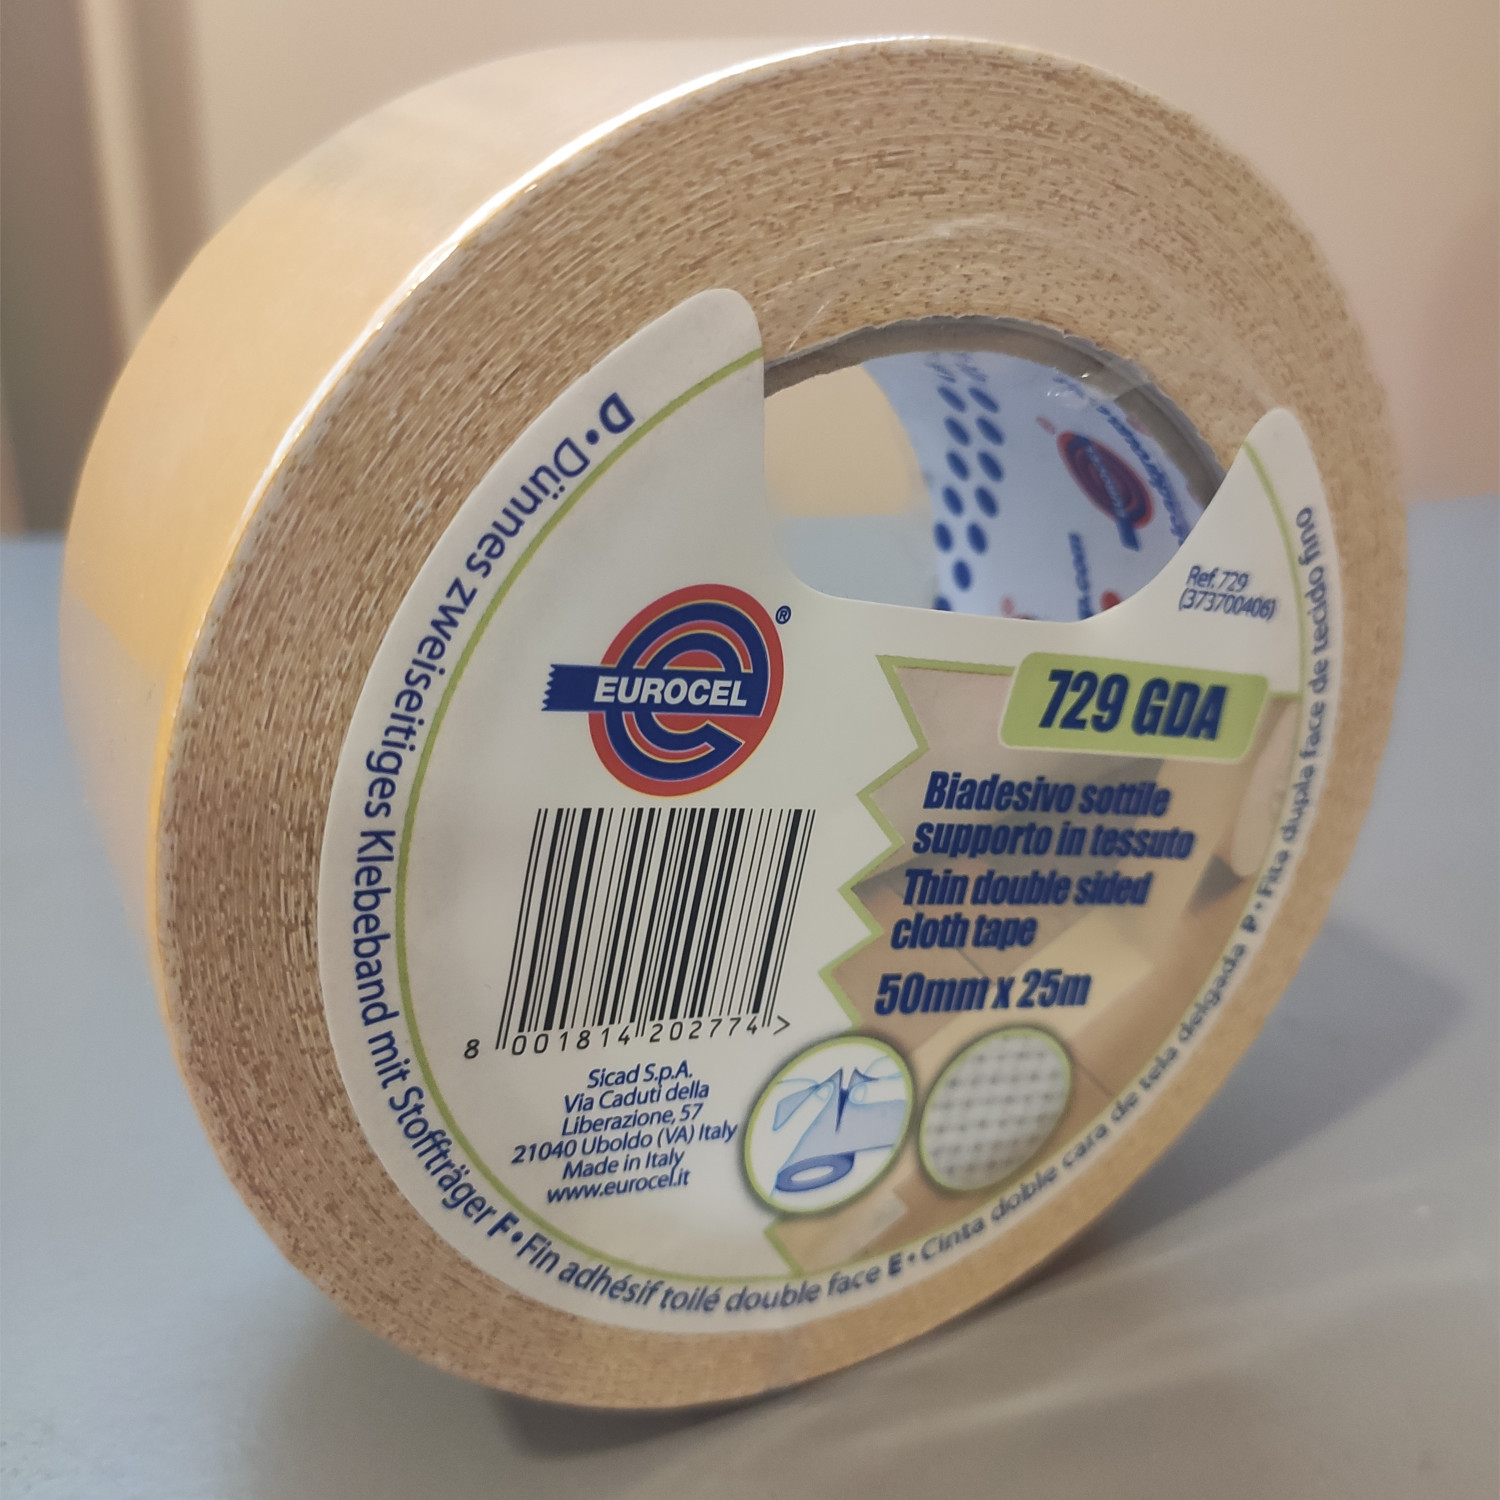 EUROCEL
®
8 001814 202774 >
Sicad S.p.A.
Via Caduti della
Liberazione, 57
21040 Uboldo (VA) Italy
Made in Italy
www.eurocel.it
Ref. 729
(373700406)
729 GDA
Biadesivo sottile
supporto in tessuto
Thin double sided
cloth tape
50mm x 25m
D • Dünnes zweiseitiges Klebeband mit Stoffträger F • Fin adhésif toilé double face E • Cinta doble cara de tela delgada P • Fita dupla face de tecido fino